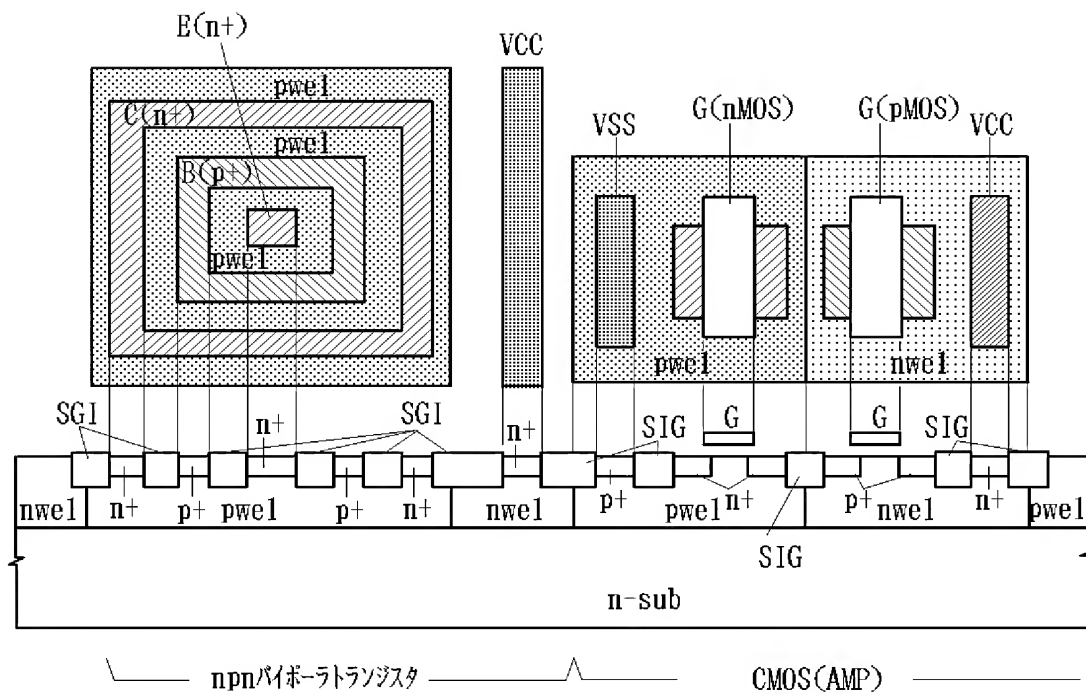 E(n+)
VCC
pwel
C(n+)
pwel
B(p+)
pwel
VSS
G(nMOS)
G(pMOS)
VCC
pwel
nwel
SGI
n+
SGI
n+
SIG
G
G
SIG
nwel
n+
p+
pwel
p+
n+
nwel
p+
pwel
n+
SIG
p+
nwel
n+
pwel
n-sub
npnバイポーラトランジスタ
CMOS(AMP)